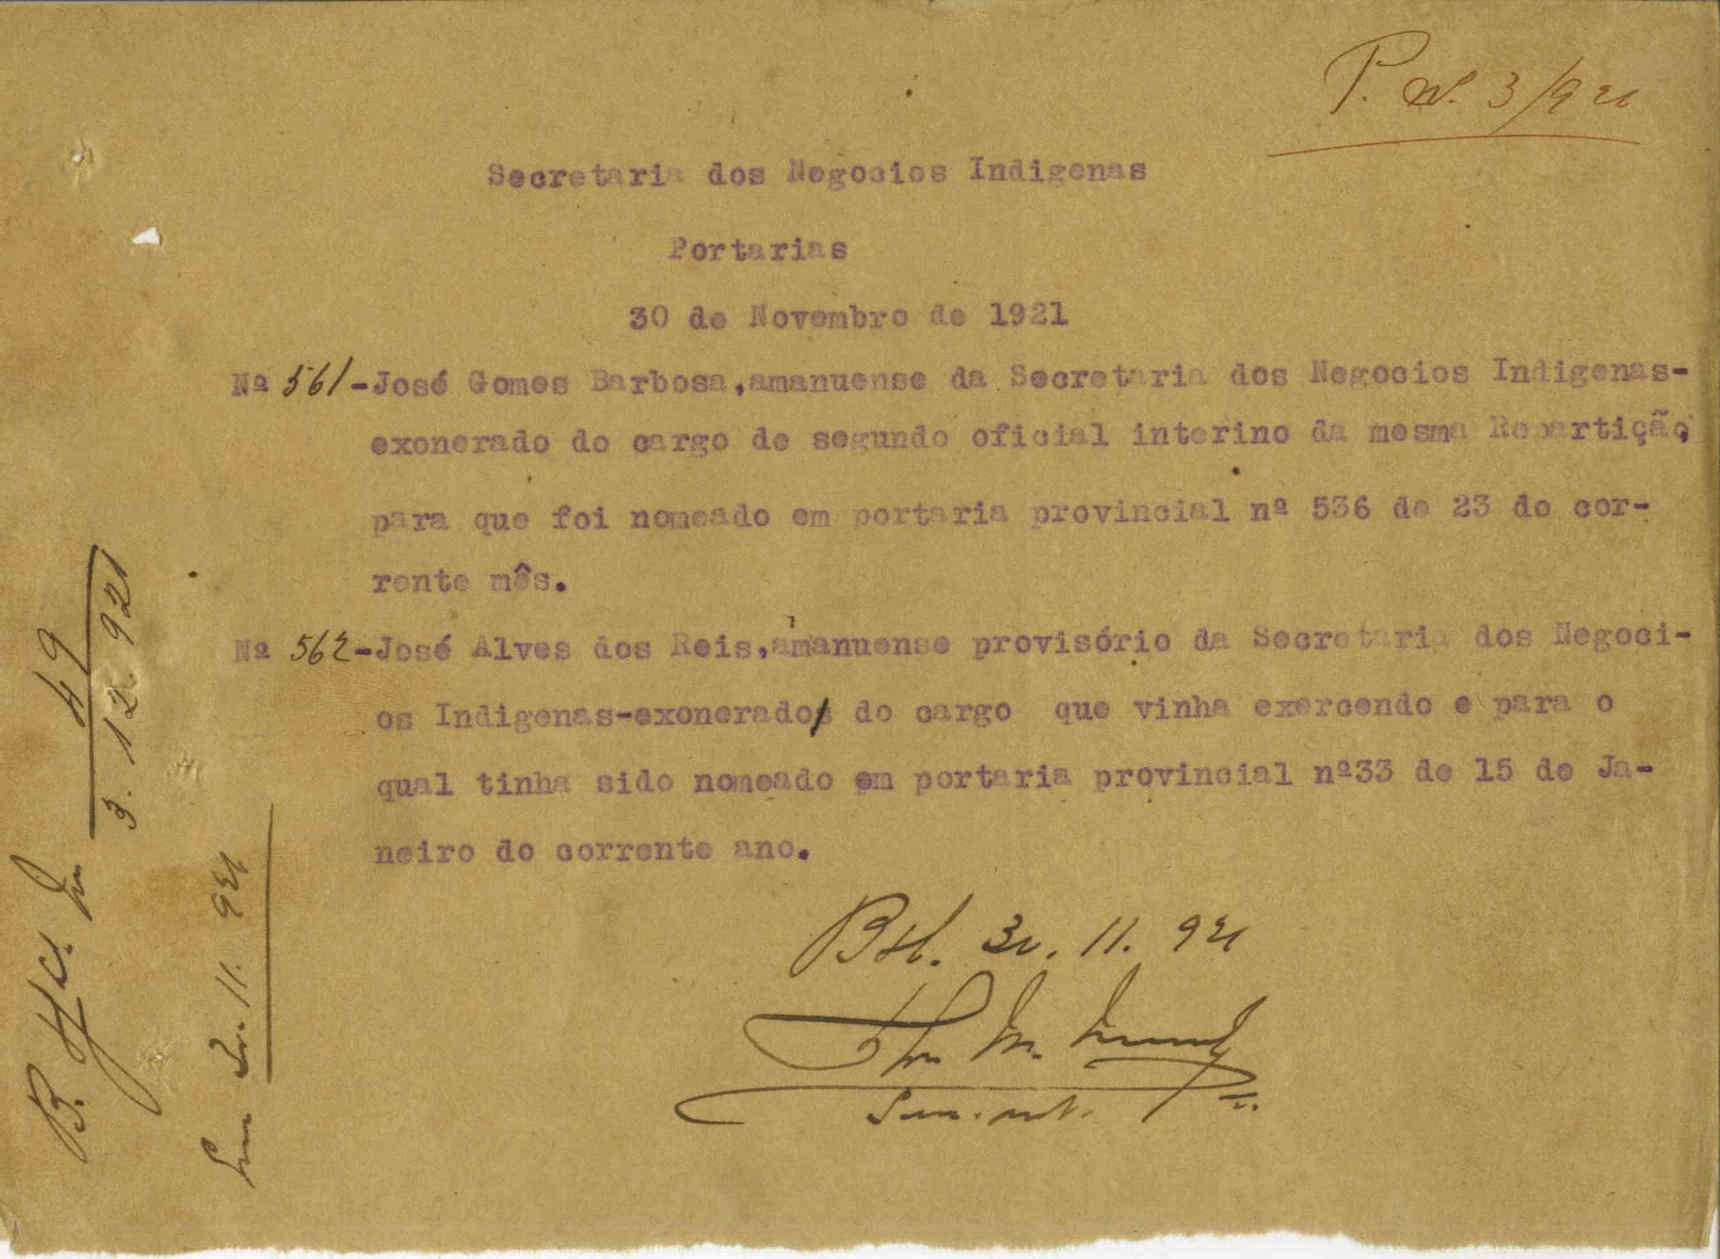 Secretaria dos Negocios Indigenas
Portarias
30 de Novembro de 1921
Nº 561-José Gomes Barbosa,amanuense da Secretaria dos Negocios Indigenas-
exonerado do cargo de segundo oficial interino da mesma Repartição,
para que foi nomeado em portaria provincial nº 536 de 23 do cor-
rente mês.
Nº 562-José Alves dos Reis,amanuense provisório da Secretaria dos Negoci-
os Indigenas-exonerado do cargo que vinha exercendo e para o
qual tinha sido nomeado em portaria provincial nº33 de 15 de Ja-
neiro do corrente ano.
30. 11. 921
49
3. 12. 921
30. 11. 921